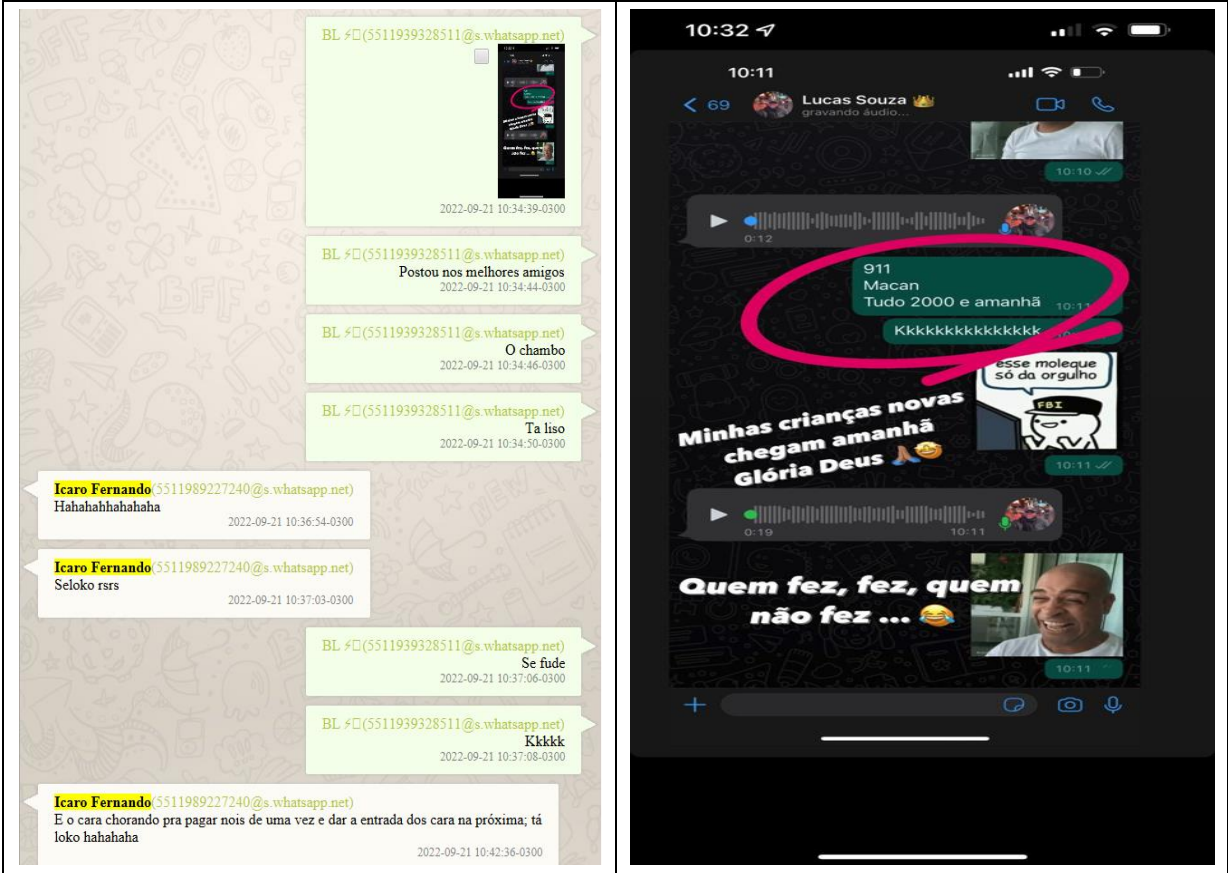 BL ⚡□(5511939328511@s.whatsapp.net)
2022-09-21 10:34:39-0300
BL ⚡□(5511939328511@s.whatsapp.net)
Postou nos melhores amigos
2022-09-21 10:34:44-0300
BL ⚡□(5511939328511@s.whatsapp.net)
O chambo
2022-09-21 10:34:46-0300
BL ⚡□(5511939328511@s.whatsapp.net)
Ta liso
2022-09-21 10:34:50-0300
Icaro Fernando(5511989227240@s.whatsapp.net)
Hahahahhahahaha
2022-09-21 10:36:54-0300
Icaro Fernando(5511989227240@s.whatsapp.net)
Seloko rsrs
2022-09-21 10:37:03-0300
BL ⚡□(5511939328511@s.whatsapp.net)
Se fude
2022-09-21 10:37:06-0300
BL ⚡□(5511939328511@s.whatsapp.net)
Kkkkk
2022-09-21 10:37:08-0300
Icaro Fernando(5511989227240@s.whatsapp.net)
E o cara chorando pra pagar nois de uma vez e dar a entrada dos cara na próxima; tá
loko hahahaha
2022-09-21 10:42:36-0300
10:32
10:11
69 Lucas Souza 👑
gravando áudio...
10:10
0:12
911
Macan
Tudo 2000 e amanhã 10:11
Kkkkkkkkkkkkkkk
esse moleque
só da orgulho
FBI
Minhas crianças novas
chegam amanhã
Glória Deus 🙏🏽🤩
10:11
0:19 10:11
Quem fez, fez, quem
não fez ... 😂
10:11